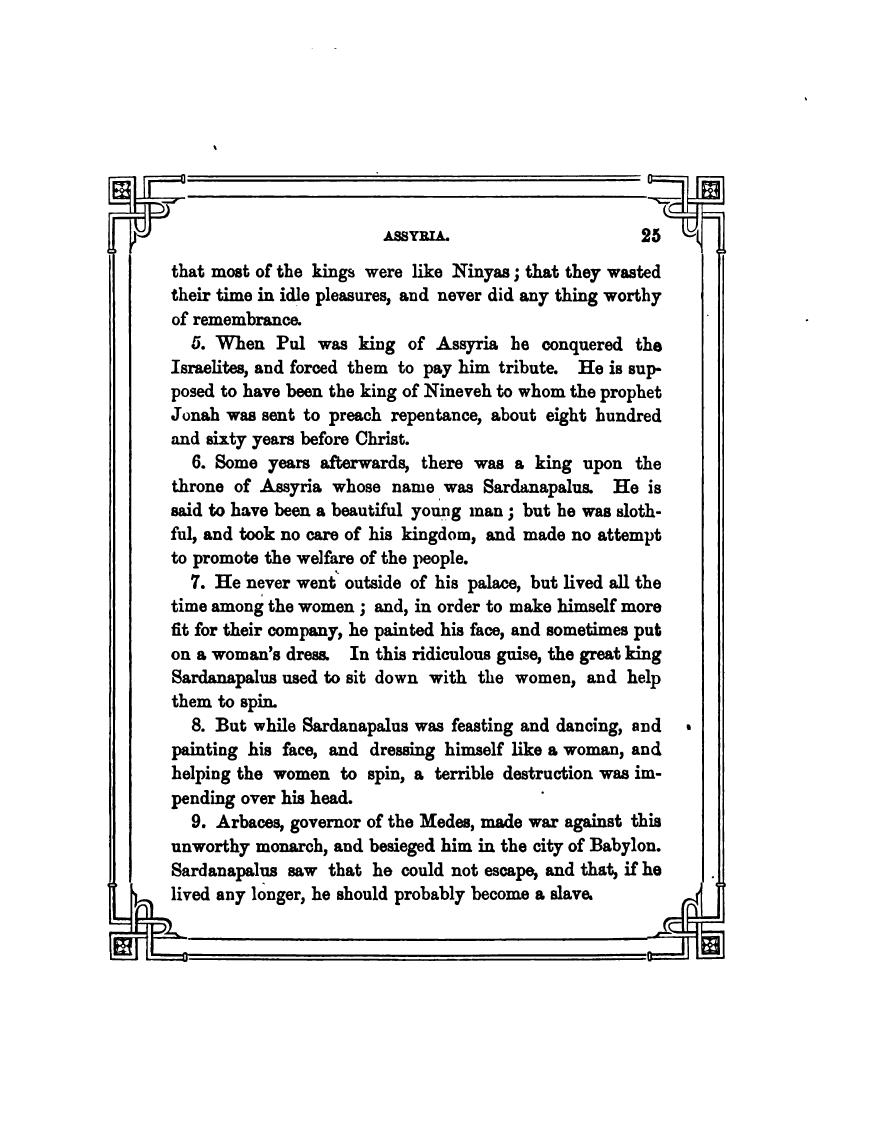 ASSYRIA. 25
that most of the kings were like Ninyas; that they wasted
their time in idle pleasures, and never did any thing worthy
of remembrance.
5. When Pul was king of Assyria he conquered the
Israelites, and forced them to pay him tribute. He is sup-
posed to have been the king of Nineveh to whom the prophet
Jonah was sent to preach repentance, about eight hundred
and sixty years before Christ.
6. Some years afterwards, there was a king upon the
throne of Assyria whose name was Sardanapalus. He is
said to have been a beautiful young man; but he was sloth-
ful, and took no care of his kingdom, and made no attempt
to promote the welfare of the people.
7. He never went outside of his palace, but lived all the
time among the women; and, in order to make himself more
fit for their company, he painted his face, and sometimes put
on a woman's dress. In this ridiculous guise, the great king
Sardanapalus used to sit down with the women, and help
them to spin.
8. But while Sardanapalus was feasting and dancing, and
painting his face, and dressing himself like a woman, and
helping the women to spin, a terrible destruction was im-
pending over his head.
9. Arbaces, governor of the Medes, made war against this
unworthy monarch, and besieged him in the city of Babylon.
Sardanapalus saw that he could not escape, and that, if he
lived any longer, he should probably become a slave.